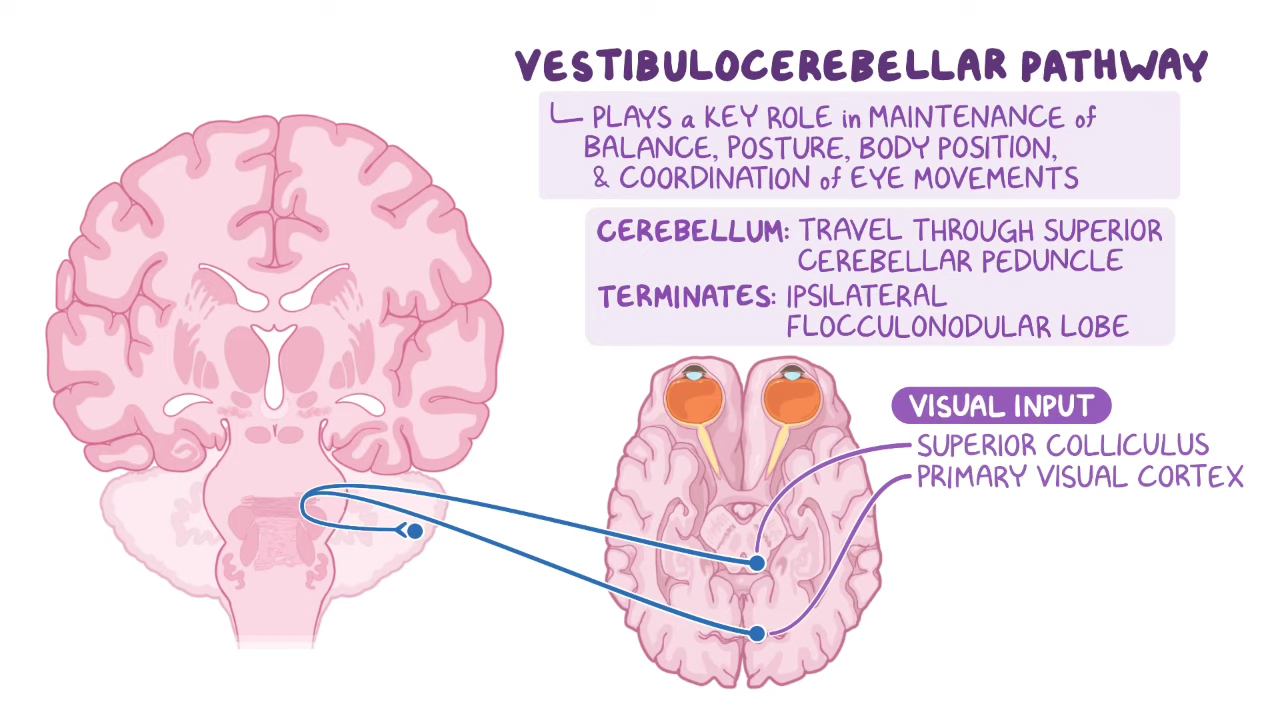 VESTIBULOCEREBELLAR PATHWAY
PLAYS a KEY ROLE in MAINTENANCE of
BALANCE, POSTURE, BODY POSITION,
& COORDINATION of EYE MOVEMENTS
CEREBELLUM: TRAVEL THROUGH SUPERIOR
CEREBELLAR PEDUNCLE
TERMINATES: IPSILATERAL
FLOCCULONODULAR LOBE
VISUAL INPUT
SUPERIOR COLLICULUS
PRIMARY VISUAL CORTEX